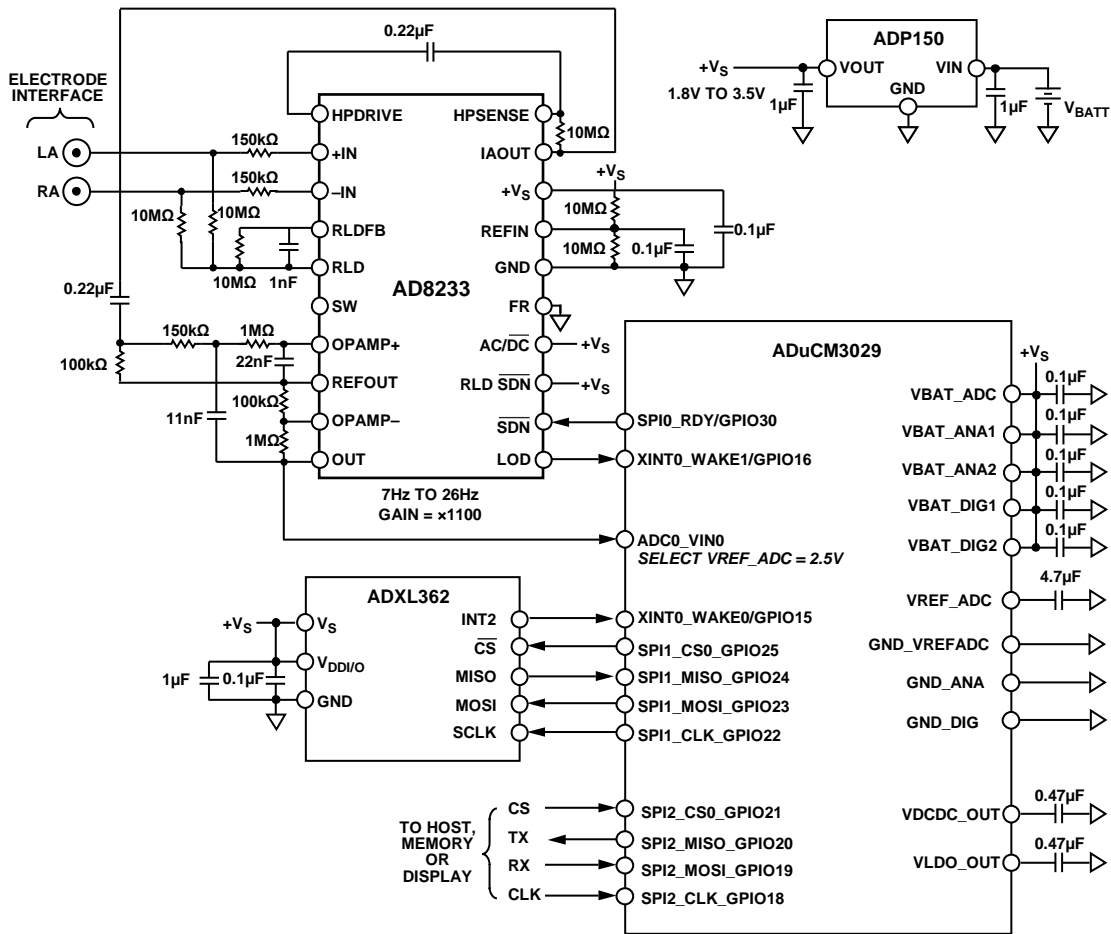 0.22µF
ELECTRODE
INTERFACE
LA
RA
150kΩ
150kΩ
10MΩ
10MΩ
10MΩ
1nF
0.22µF
150kΩ
1MΩ
100kΩ
22nF
100kΩ
11nF
1MΩ
HPDRIVE
+IN
–IN
RLDFB
RLD
SW
OPAMP+
REFOUT
OPAMP–
OUT
AD8233
HPSENSE
IAOUT
+VS
REFIN
GND
FR
AC/DC
RLD SDN
SDN
LOD
10MΩ
+VS
10MΩ
10MΩ
0.1µF
0.1µF
+VS
+VS
7Hz TO 26Hz
GAIN = ×1100
ADP150
VOUT
VIN
GND
+VS
1.8V TO 3.5V
1µF
1µF
VBATT
ADuCM3029
SPI0_RDY/GPIO30
XINT0_WAKE1/GPIO16
ADC0_VIN0
SELECT VREF_ADC = 2.5V
XINT0_WAKE0/GPIO15
SPI1_CS0_GPIO25
SPI1_MISO_GPIO24
SPI1_MOSI_GPIO23
SPI1_CLK_GPIO22
SPI2_CS0_GPIO21
SPI2_MISO_GPIO20
SPI2_MOSI_GPIO19
SPI2_CLK_GPIO18
+VS
VBAT_ADC
0.1µF
VBAT_ANA1
0.1µF
VBAT_ANA2
0.1µF
VBAT_DIG1
0.1µF
VBAT_DIG2
0.1µF
VREF_ADC
4.7µF
GND_VREFADC
GND_ANA
GND_DIG
VDCDC_OUT
0.47µF
VLDO_OUT
0.47µF
ADXL362
+VS
VS
VDDI/O
GND
1µF
0.1µF
INT2
CS
MISO
MOSI
SCLK
TO HOST,
MEMORY
OR
DISPLAY
CS
TX
RX
CLK